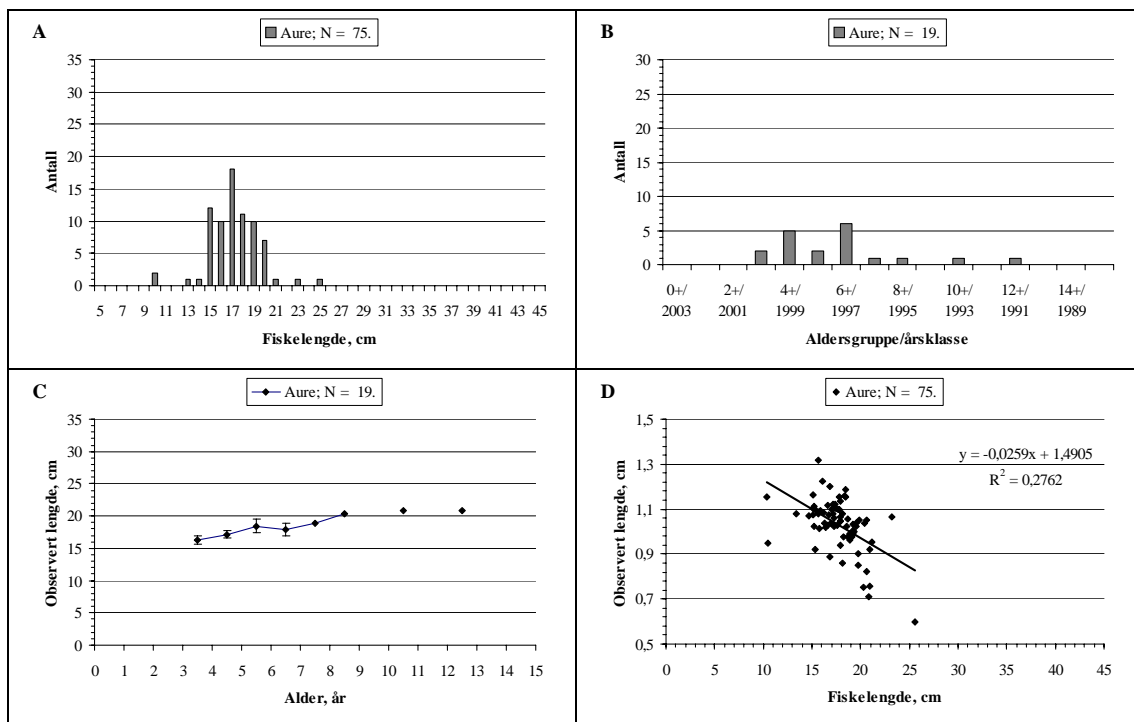 A
Aure; N = 75.
35
30
25
20
15
10
5
0
Antall
5 7 9 11 13 15 17 19 21 23 25 27 29 31 33 35 37 39 41 43 45
Fiskelengde, cm
B
Aure; N = 19.
30
25
20
15
10
5
0
Antall
0+/ 2+/ 4+/ 6+/ 8+/ 10+/ 12+/ 14+/
2003 2001 1999 1997 1995 1993 1991 1989
Aldersgruppe/årsklasse
C
Aure; N = 19.
35
30
25
20
15
10
5
0
Observert lengde, cm
0 1 2 3 4 5 6 7 8 9 10 11 12 13 14 15
Alder, år
D
Aure; N = 75.
1,5
1,3
1,1
0,9
0,7
0,5
Observert lengde, cm
y = -0,0259x + 1,4905
R² = 0,2762
0 5 10 15 20 25 30 35 40 45
Fiskelengde, cm